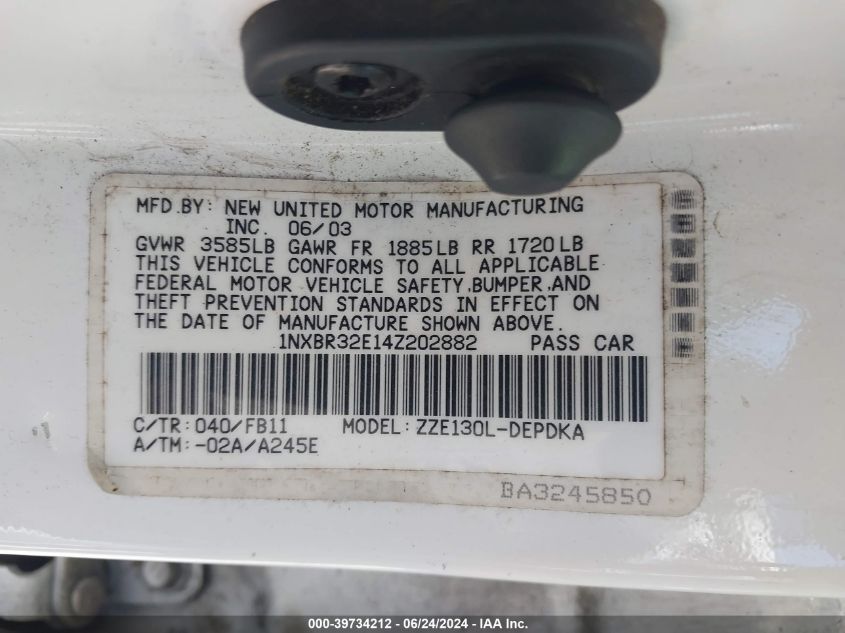 MFD.BY: NEW UNITED MOTOR MANUFACTURING
INC. 06/03
GVWR 3585LB GAWR FR 1885LB RR 1720LB
THIS VEHICLE CONFORMS TO ALL APPLICABLE
FEDERAL MOTOR VEHICLE SAFETY,BUMPER,AND
THEFT PREVENTION STANDARDS IN EFFECT ON
THE DATE OF MANUFACTURE SHOWN ABOVE.
1NXBR32E14Z202882 PASS CAR
C/TR:040/FB11 MODEL:ZZE130L-DEPDKA
A/TM:-02A/A245E
BA3245850
000-39734212 - 06/24/2024 - IAA Inc.